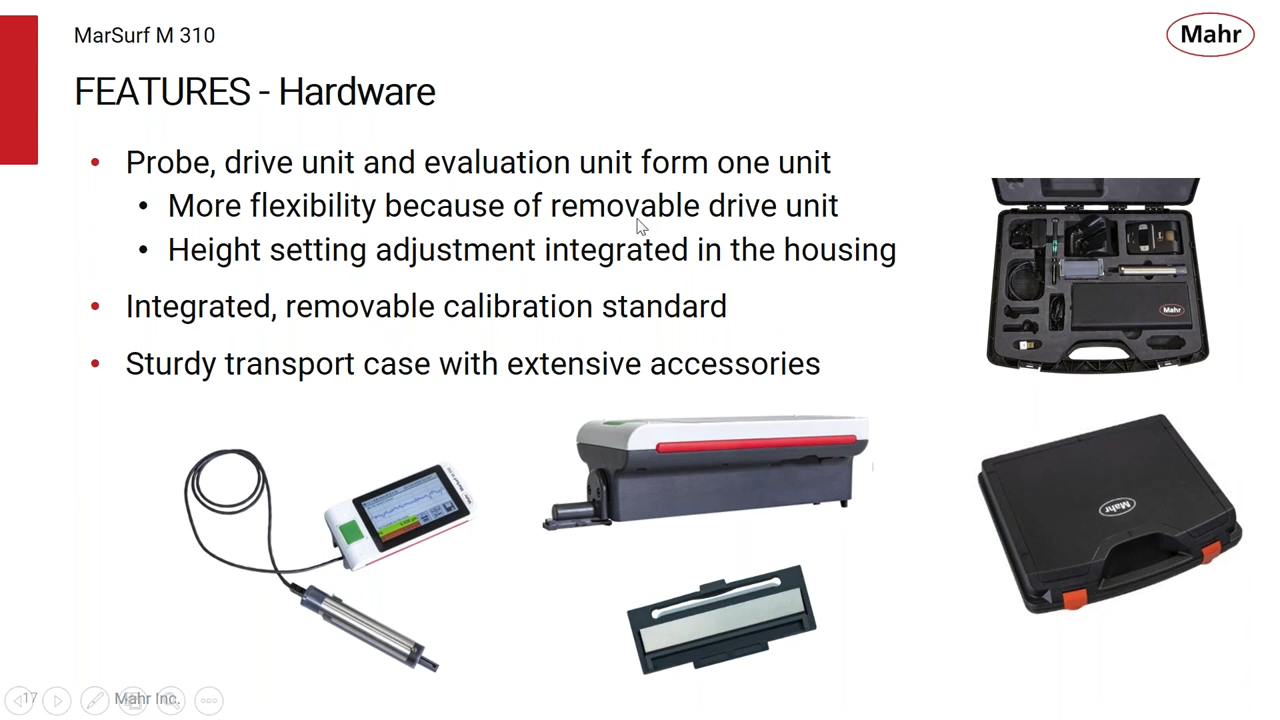 MarSurf M 310
Mahr
FEATURES - Hardware
• Probe, drive unit and evaluation unit form one unit
• More flexibility because of removable drive unit
• Height setting adjustment integrated in the housing
• Integrated, removable calibration standard
• Sturdy transport case with extensive accessories
Mahr
Mahr
17
Mahr Inc.